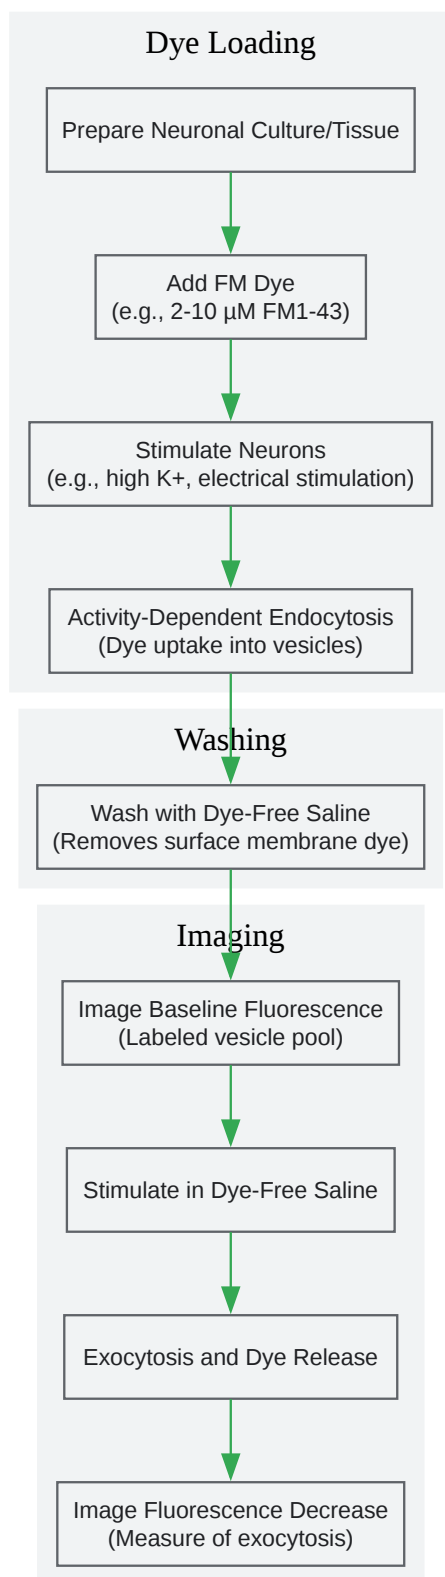 Dye Loading
Prepare Neuronal Culture/Tissue
Add FM Dye
(e.g., 2-10 µM FM1-43)
Stimulate Neurons
(e.g., high K+, electrical stimulation)
Activity-Dependent Endocytosis
(Dye uptake into vesicles)
Washing
Wash with Dye-Free Saline
(Removes surface membrane dye)
Imaging
Image Baseline Fluorescence
(Labeled vesicle pool)
Stimulate in Dye-Free Saline
Exocytosis and Dye Release
Image Fluorescence Decrease
(Measure of exocytosis)